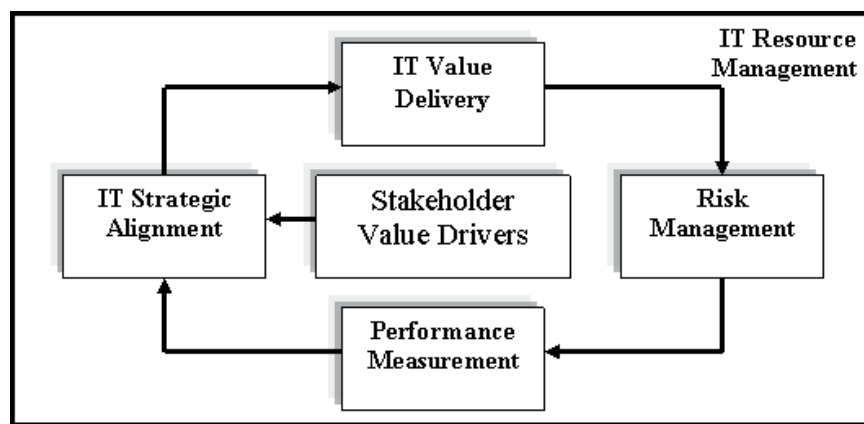 IT Resource
Management
IT Value
Delivery
IT Strategic
Alignment
Stakeholder
Value Drivers
Risk
Management
Performance
Measurement